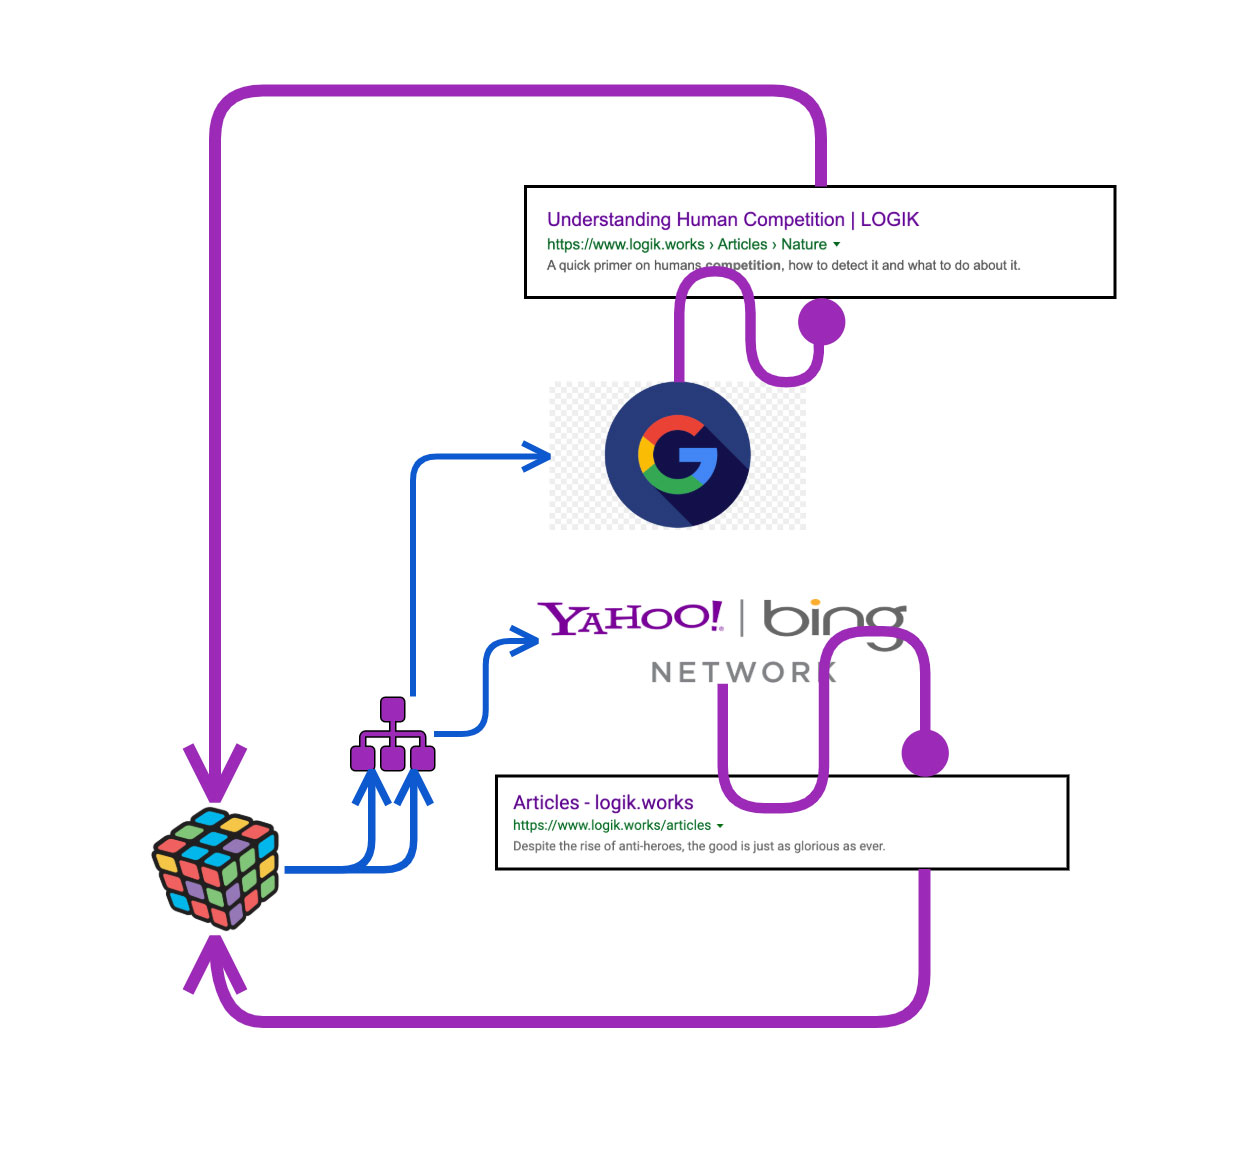 Understanding Human Competition | LOGIK
https://www.logik.works › Articles › Nature
A quick primer on humans competition, how to detect it and what to do about it.
G
YAHOO! | bing
NETWORK
Articles - logik.works
https://www.logik.works/articles
Despite the rise of anti-heroes, the good is just as glorious as ever.